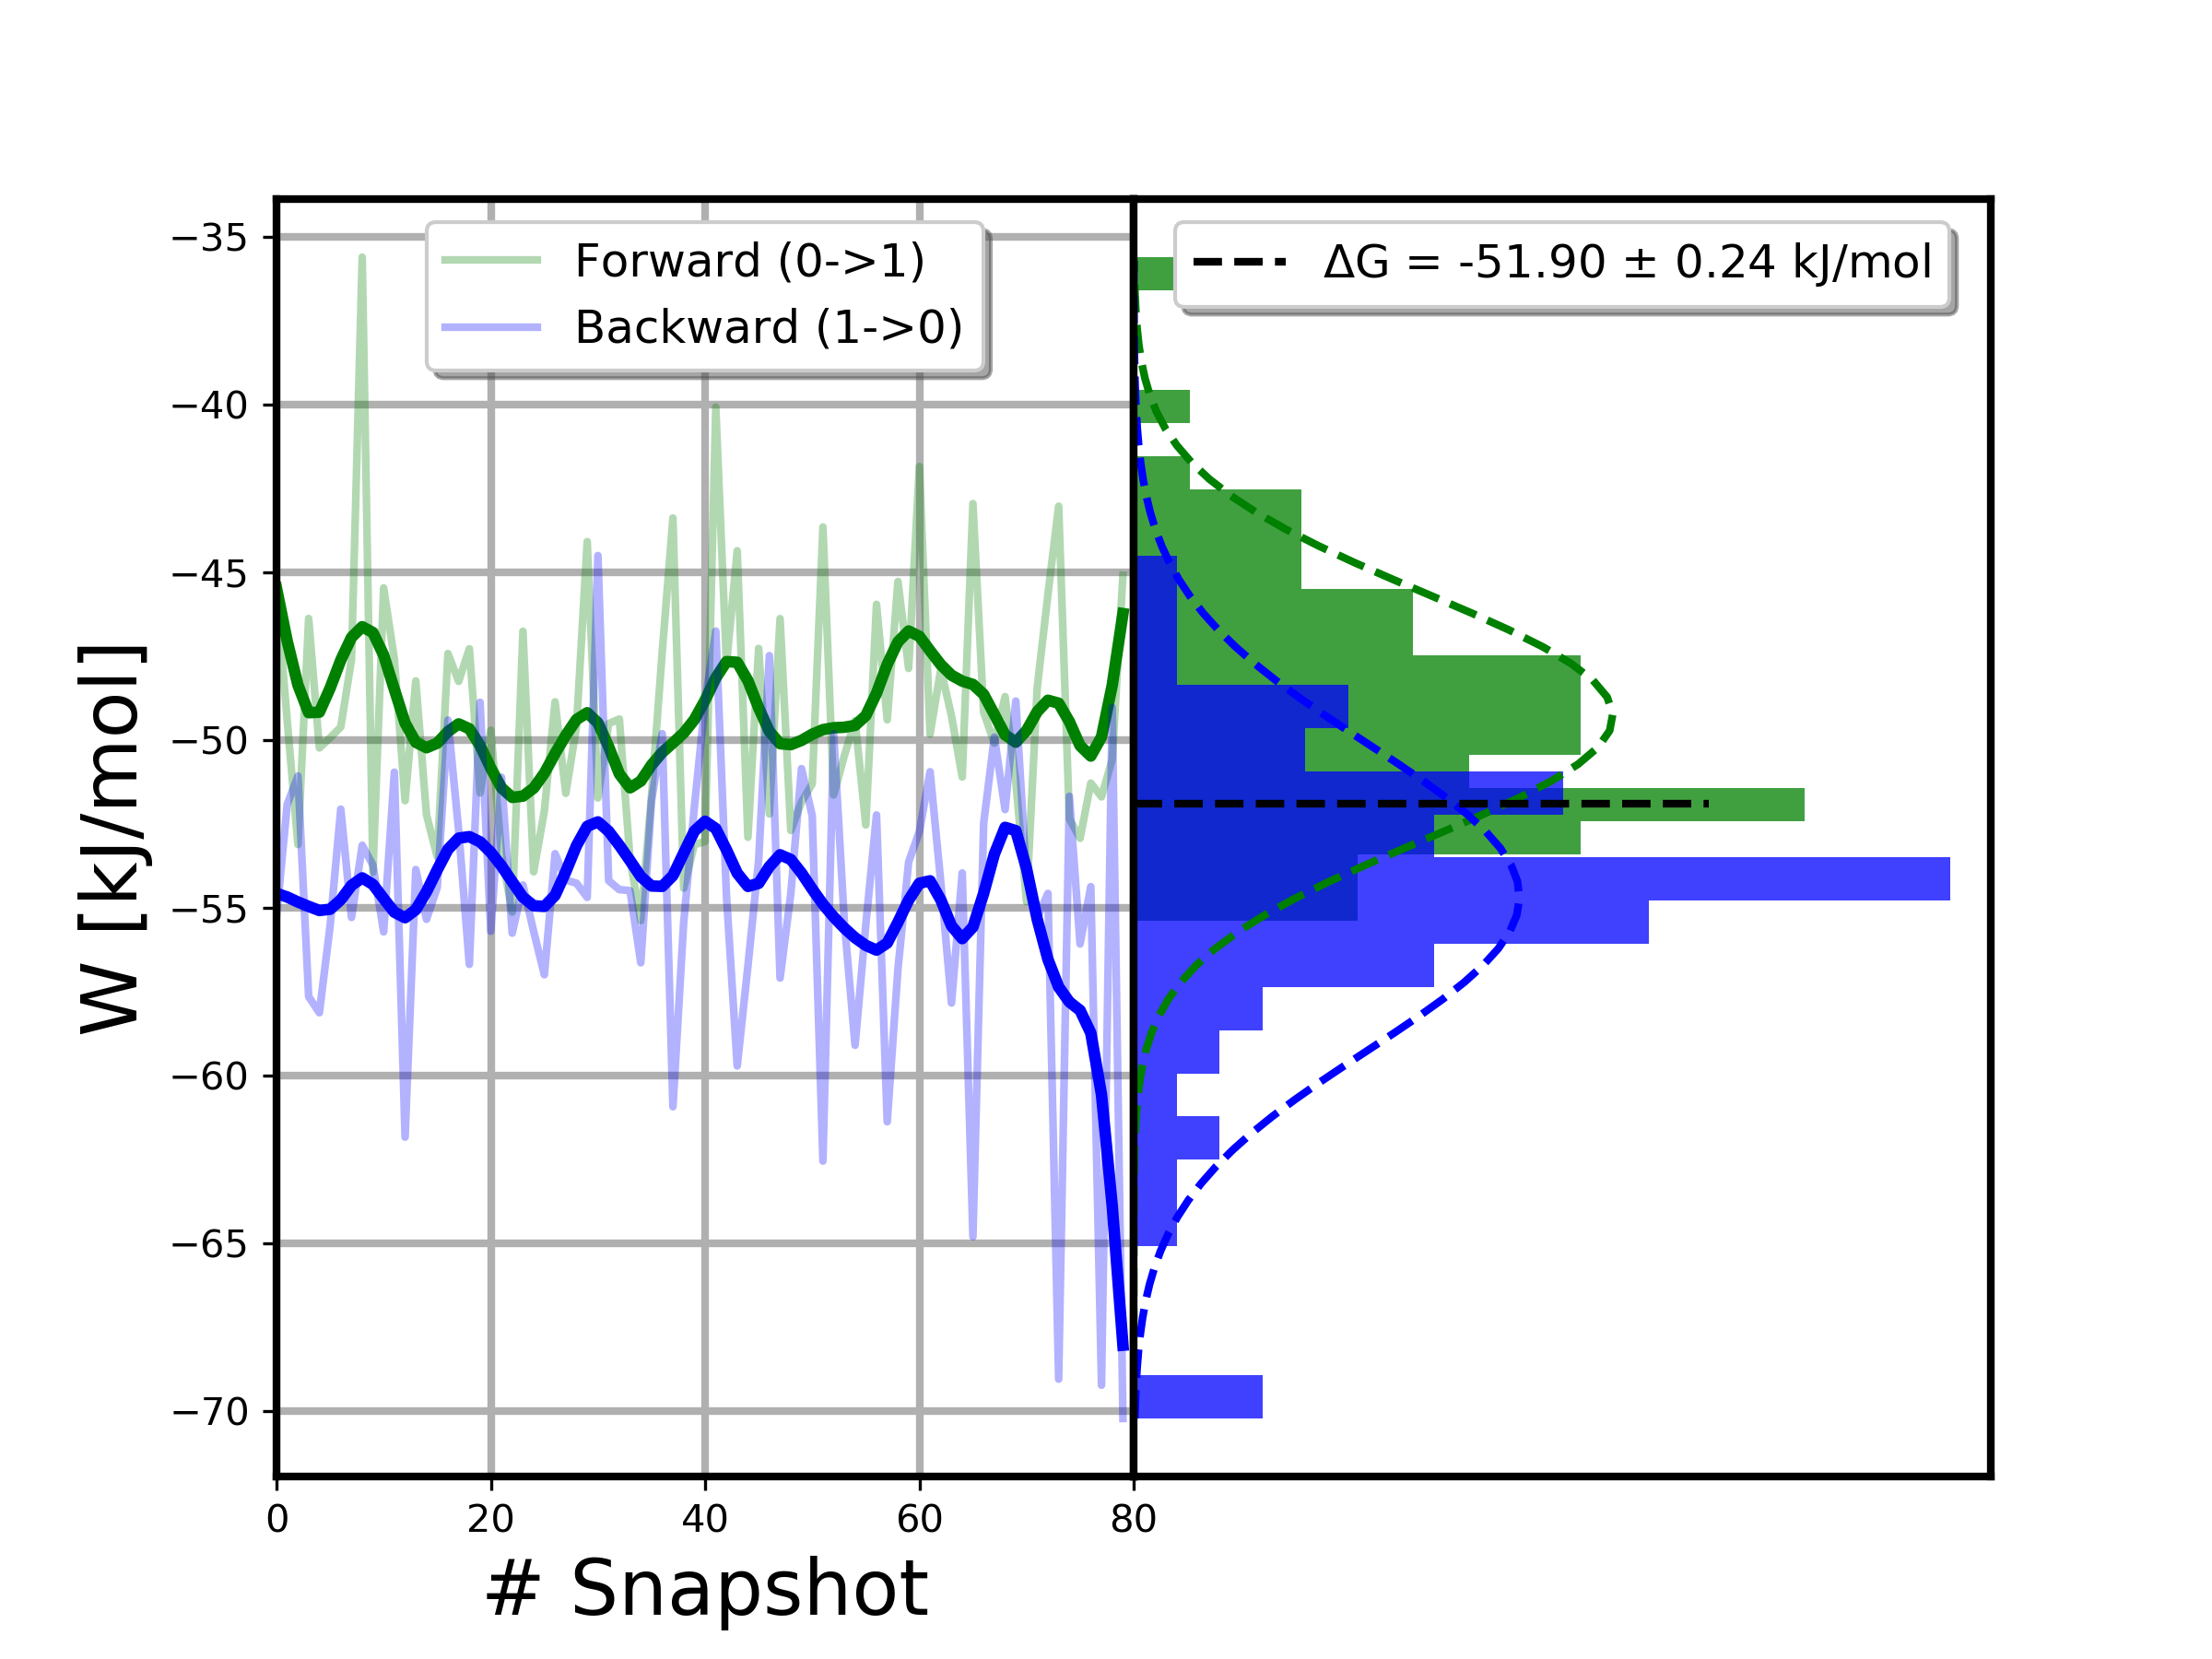 Forward (0->1)
Backward (1->0)
ΔG = -51.90 ± 0.24 kJ/mol
W [kJ/mol]
−35
−40
−45
−50
−55
−60
−65
−70
0 20 40 60 80
# Snapshot